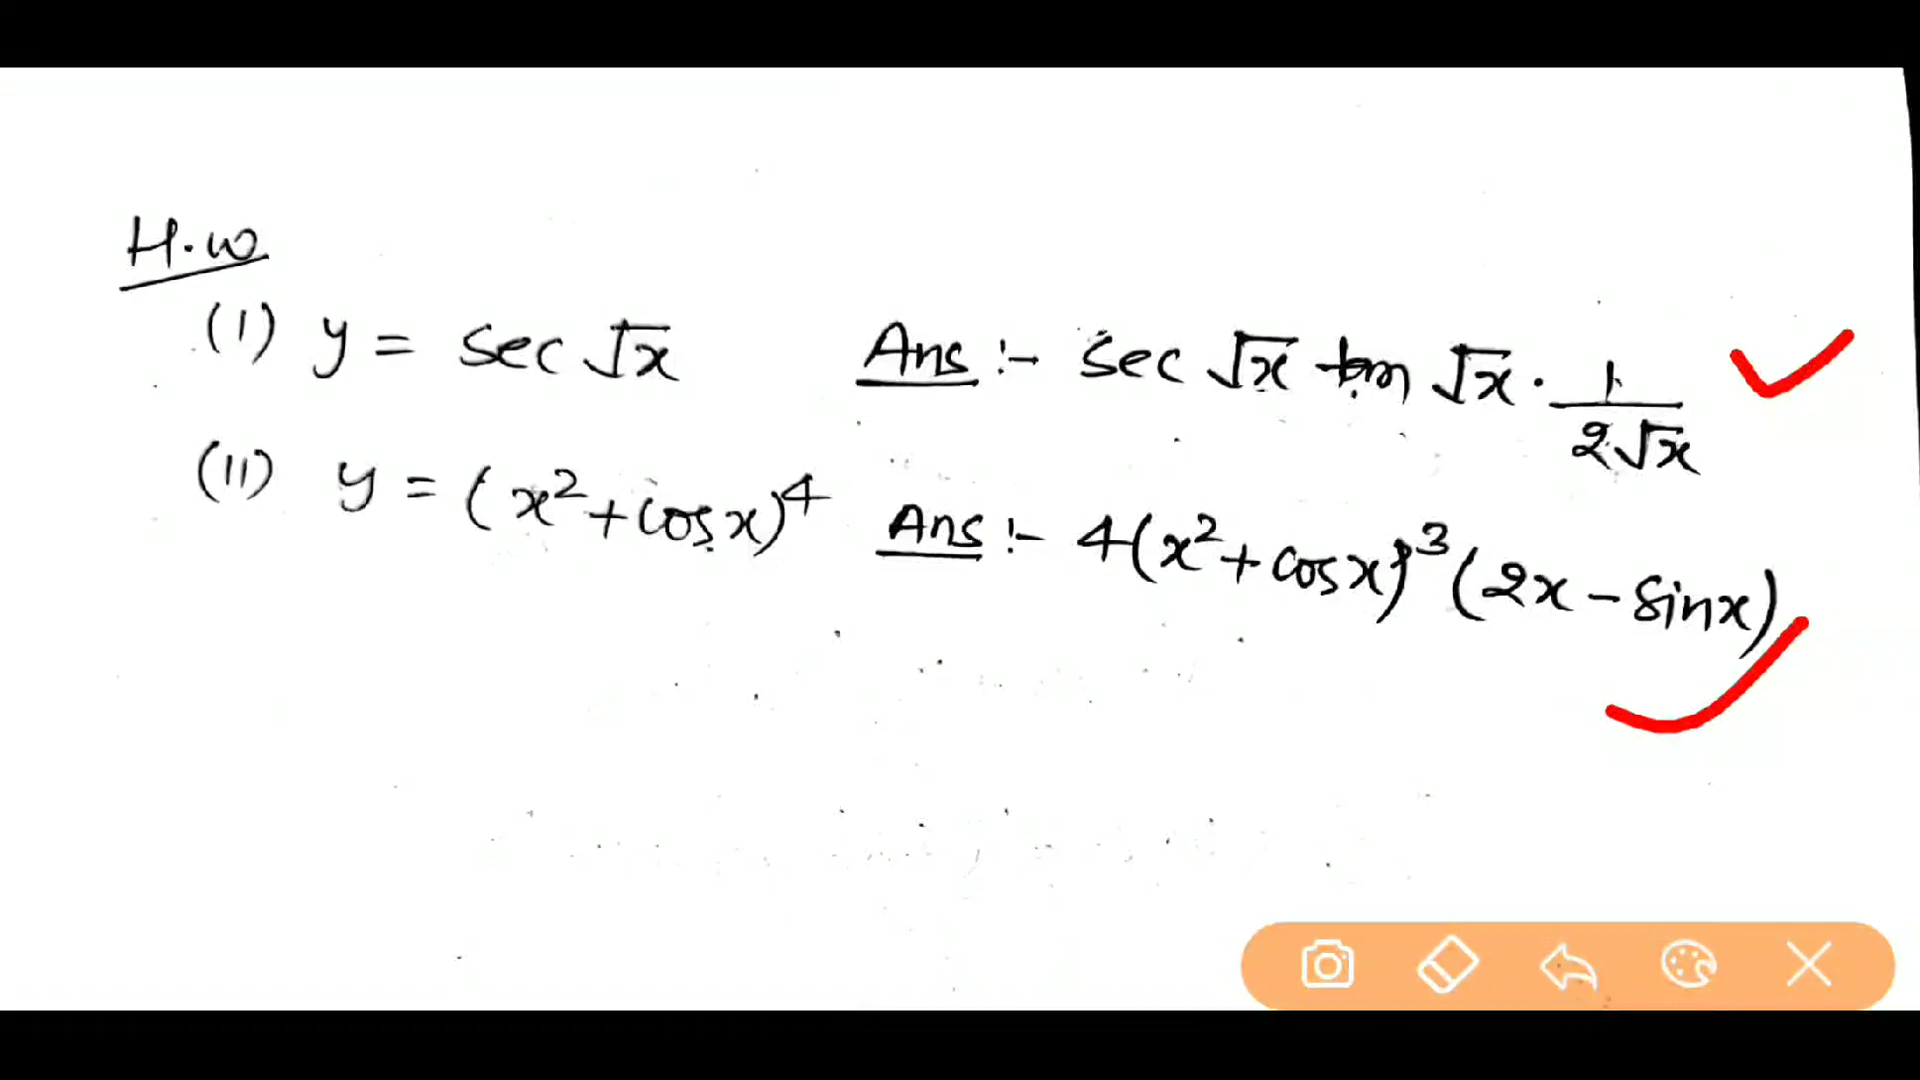 H.W
(I) y = sec √x Ans :- sec √x tan √x · 1/2√x
(II) y = (x² + cos x)⁴ Ans :- 4(x² + cos x)³ (2x - sin x)